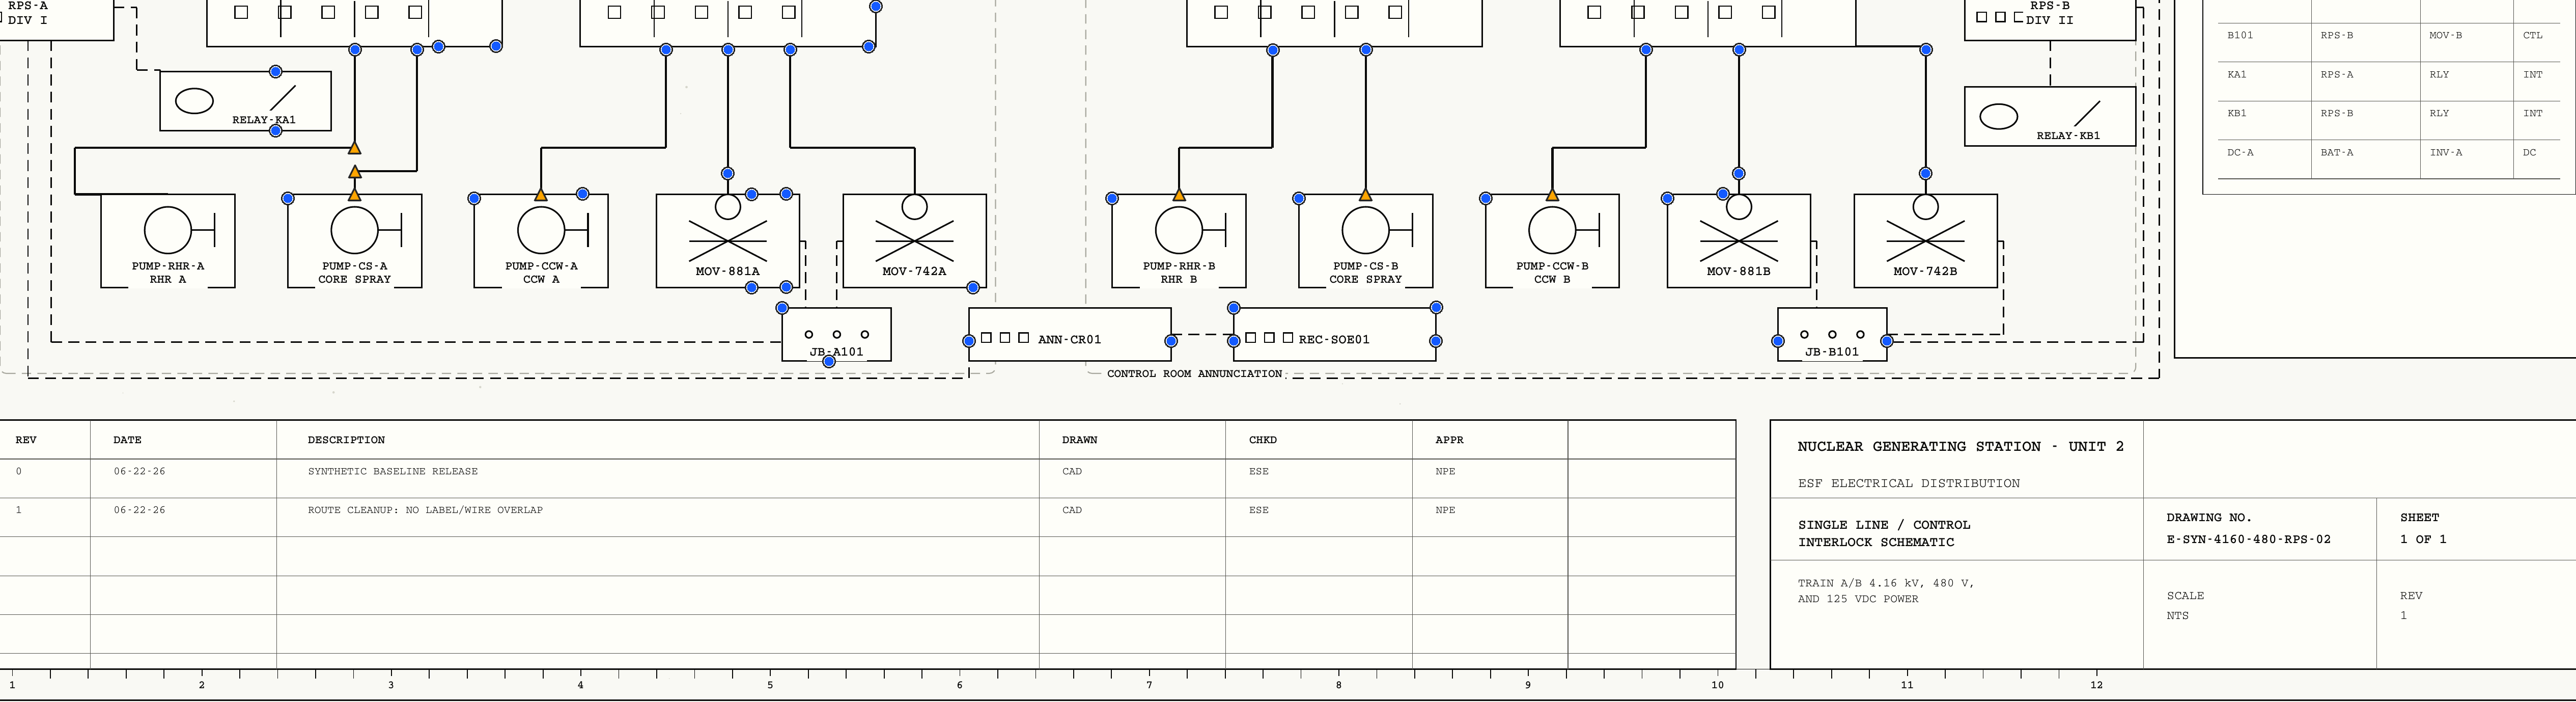 RPS-A
DIV I
RPS-B
DIV II
B101 RPS-B MOV-B CTL
KA1 RPS-A RLY INT
KB1 RPS-B RLY INT
DC-A BAT-A INV-A DC
RELAY-KA1
RELAY-KB1
PUMP-RHR-A
RHR A
PUMP-CS-A
CORE SPRAY
PUMP-CCW-A
CCW A
MOV-881A
MOV-742A
PUMP-RHR-B
RHR B
PUMP-CS-B
CORE SPRAY
PUMP-CCW-B
CCW B
MOV-881B
MOV-742B
JB-A101
ANN-CR01
REC-SOE01
JB-B101
CONTROL ROOM ANNUNCIATION
REV DATE DESCRIPTION DRAWN CHKD APPR
0 06-22-26 SYNTHETIC BASELINE RELEASE CAD ESE NPE
1 06-22-26 ROUTE CLEANUP: NO LABEL/WIRE OVERLAP CAD ESE NPE
NUCLEAR GENERATING STATION - UNIT 2
ESF ELECTRICAL DISTRIBUTION
SINGLE LINE / CONTROL
INTERLOCK SCHEMATIC
DRAWING NO.
E-SYN-4160-480-RPS-02
SHEET
1 OF 1
TRAIN A/B 4.16 kV, 480 V,
AND 125 VDC POWER
SCALE
NTS
REV
1
1 2 3 4 5 6 7 8 9 10 11 12